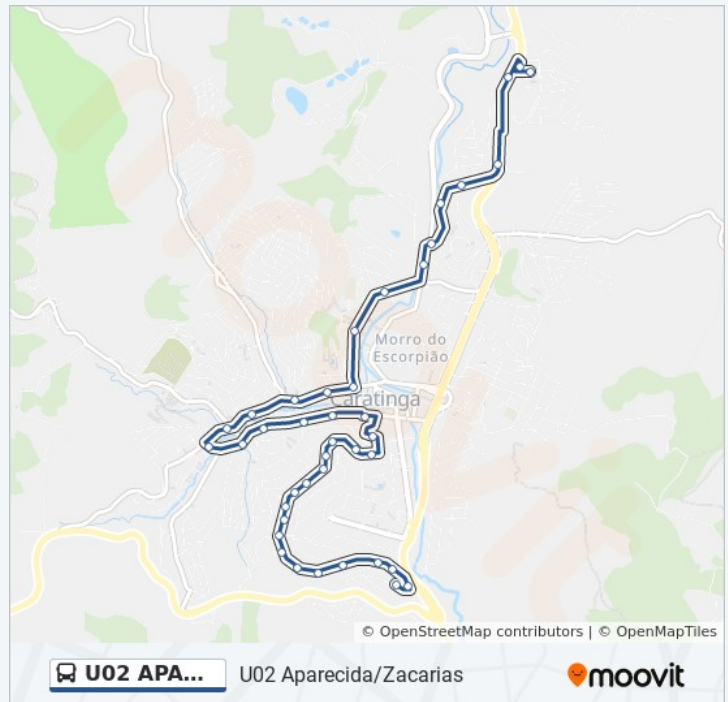 Morro do
Escorpião
Caratinga
© OpenStreetMap contributors | © OpenMapTiles
U02 APA...
U02 Aparecida/Zacarias
moovit